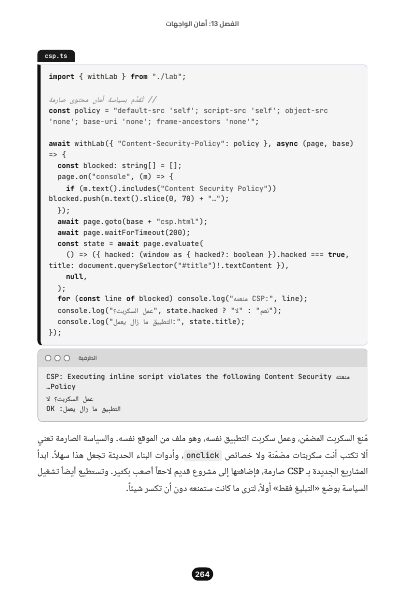 الفصل 13: أمان الواجهات
csp.ts
import { withLab } from "./lab";
// نقدّم بسياسة أمان محتوى صارمة
const policy = "default-src 'self'; script-src 'self'; object-src
'none'; base-uri 'none'; frame-ancestors 'none'";
await withLab({ "Content-Security-Policy": policy }, async (page, base)
=> {
const blocked: string[] = [];
page.on("console", (m) => {
if (m.text().includes("Content Security Policy"))
blocked.push(m.text().slice(0, 70) + "…");
});
await page.goto(base + "csp.html");
await page.waitForTimeout(200);
const state = await page.evaluate(
() => ({ hacked: (window as { hacked?: boolean }).hacked === true,
title: document.querySelector("#title")!.textContent }),
null,
);
for (const line of blocked) console.log("منعته CSP:", line);
console.log("عمل السكربت؟", state.hacked ? "نعم" : "لا");
console.log("التطبيق ما زال يعمل:", state.title);
});
الطرفية
منعته CSP: Executing inline script violates the following Content Security
Policy…
عمل السكربت؟ لا
التطبيق ما زال يعمل: OK
مُنع السكربت المضمّن، وعمل سكربت التطبيق نفسه، وهو ملف من الموقع نفسه. والسياسة الصارمة تعني
ألا تكتب أنت سكربتات مضمّنة ولا خصائص onclick، وأدوات البناء الحديثة تجعل هذا سهلاً. ابدأ
المشاريع الجديدة بـ CSP صارمة، فإضافتها إلى مشروع قديم لاحقاً أصعب بكثير. وتستطيع أيضاً تشغيل
السياسة بوضع «التبليغ فقط» أولاً، لترى ما كانت ستمنعه دون أن تكسر شيئاً.
264